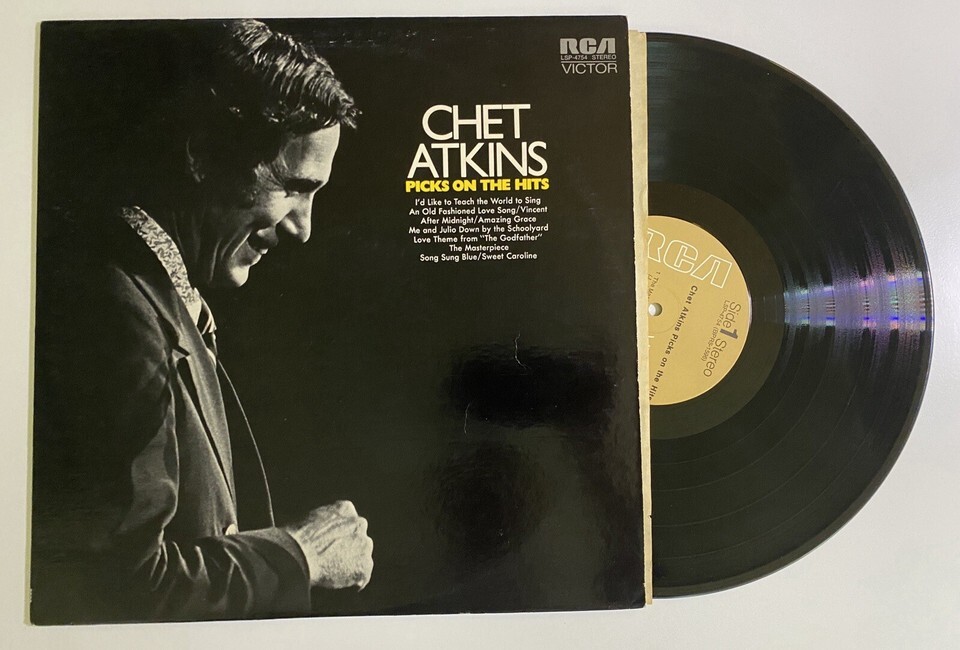 RCA
LSP-4754 STEREO
VICTOR
CHET
ATKINS
PICKS ON THE HITS
I'd Like to Teach the World to Sing
An Old Fashioned Love Song/Vincent
After Midnight/Amazing Grace
Me and Julio Down by the Schoolyard
Love Theme from "The Godfather"
The Masterpiece
Song Sung Blue/Sweet Caroline
RCA
Side 1 Stereo
Chet Atkins Picks on the Hits